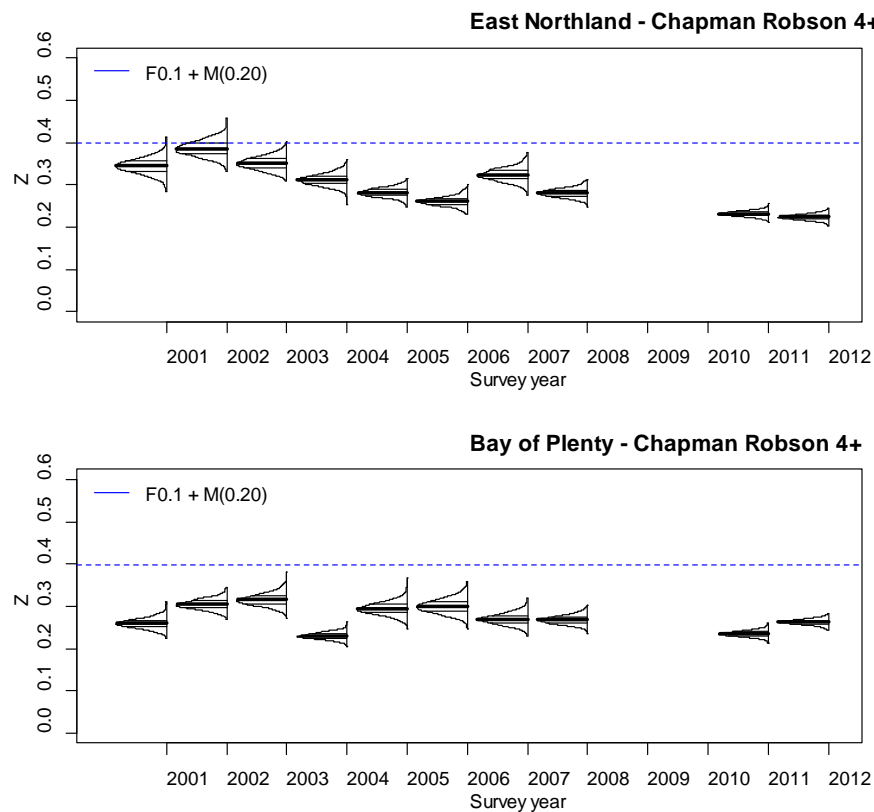 East Northland - Chapman Robson 4+
F0.1 + M(0.20)
Z
0.6
0.5
0.4
0.3
0.2
0.1
0.0
2001 2002 2003 2004 2005 2006 2007 2008 2009 2010 2011 2012
Survey year
Bay of Plenty - Chapman Robson 4+
F0.1 + M(0.20)
Z
0.6
0.5
0.4
0.3
0.2
0.1
0.0
2001 2002 2003 2004 2005 2006 2007 2008 2009 2010 2011 2012
Survey year